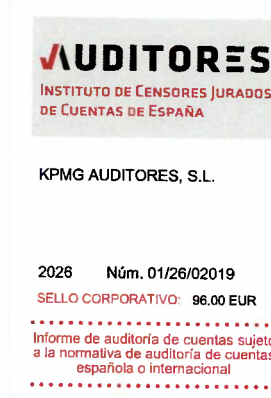 AUDITORES
INSTITUTO DE CENSORES JURADOS
DE CUENTAS DE ESPAÑA
KPMG AUDITORES, S.L.
2026 Núm. 01/26/02019
SELLO CORPORATIVO: 96.00 EUR
Informe de auditoría de cuentas sujeto
a la normativa de auditoría de cuentas
española o internacional